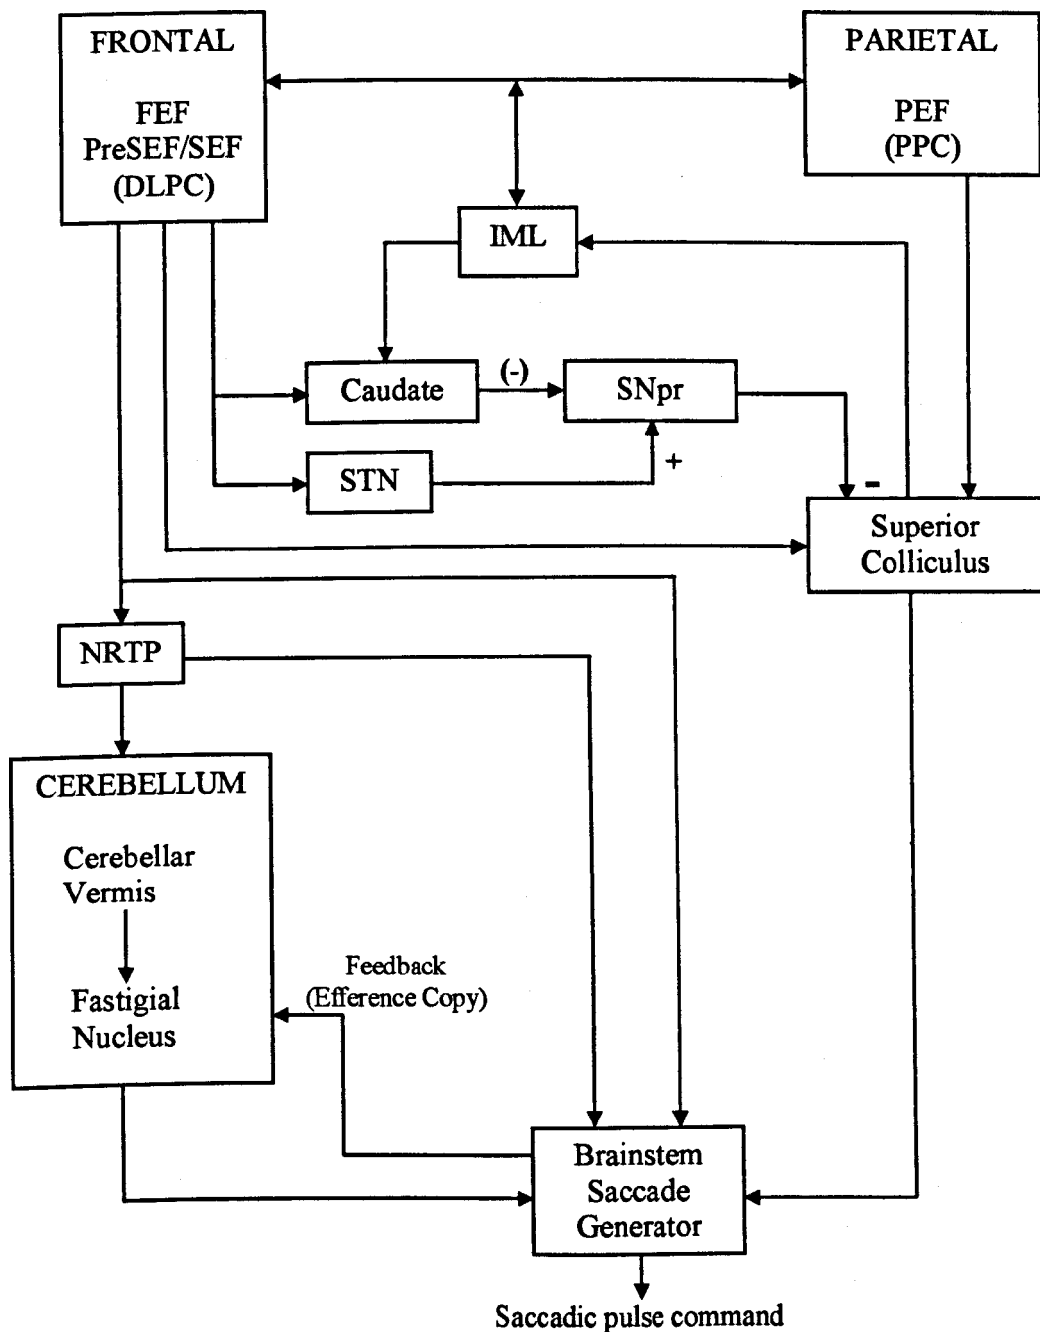 FRONTAL
FEF
PreSEF/SEF
(DLPC)
PARIETAL
PEF
(PPC)
IML
Caudate
(-)
SNpr
STN
+
-
Superior
Colliculus
NRTP
CEREBELLUM
Cerebellar
Vermis
Fastigial
Nucleus
Feedback
(Efference Copy)
Brainstem
Saccade
Generator
Saccadic pulse command